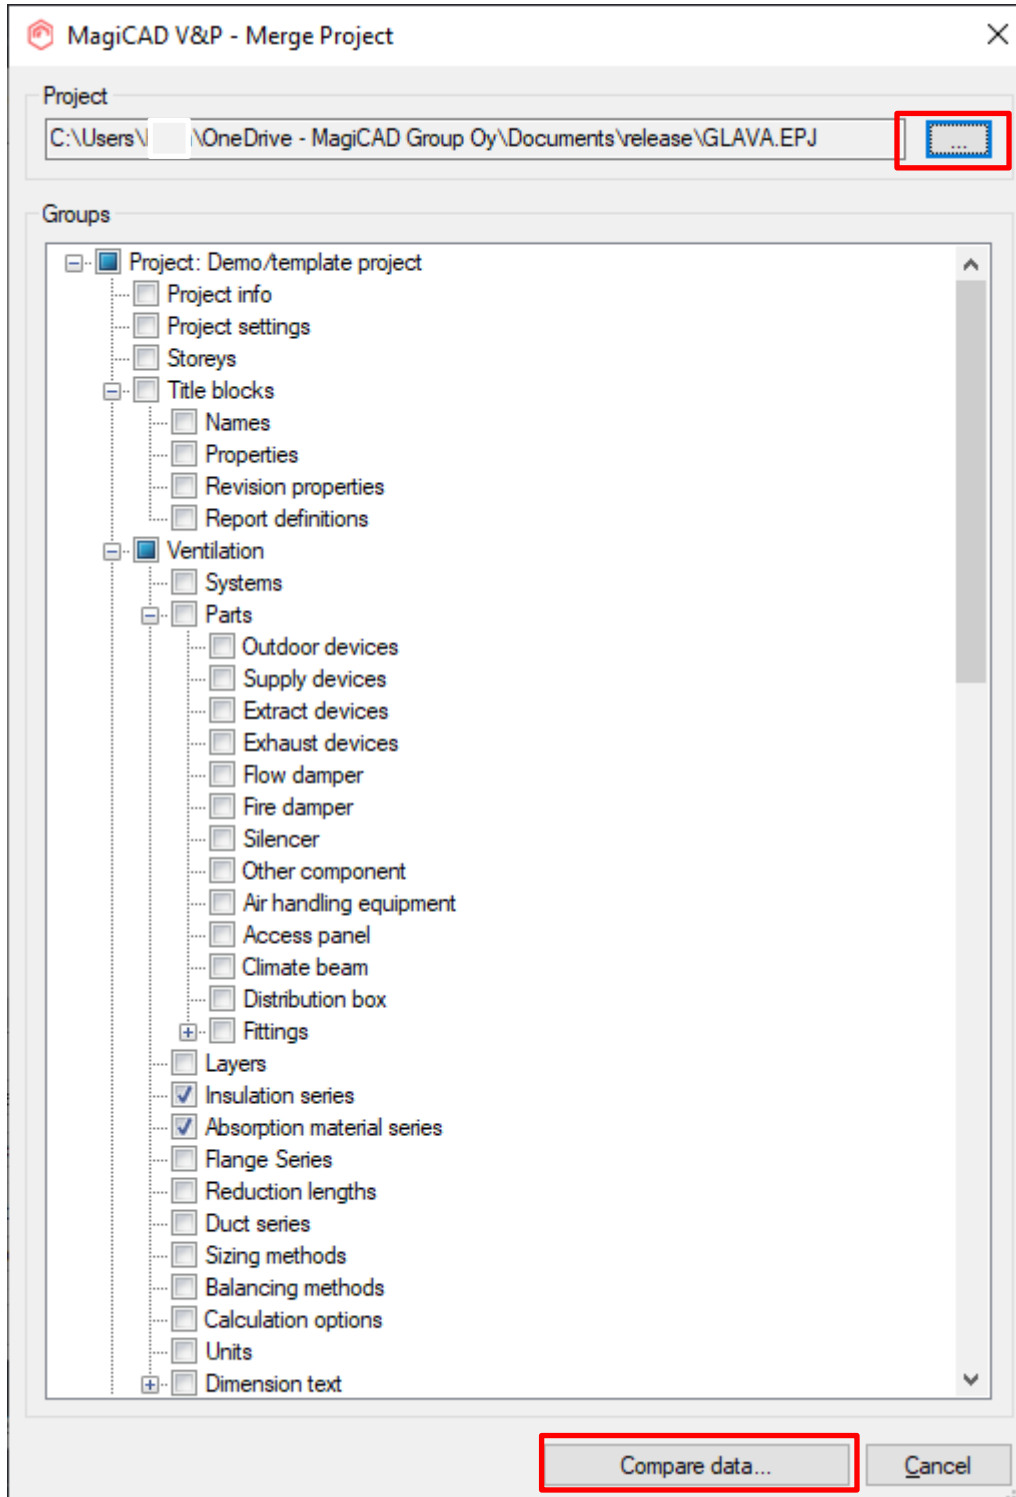 MagiCAD V&P - Merge Project
Project
C:\Users\ \OneDrive - MagiCAD Group Oy\Documents\release\GLAVA.EPJ
...
Groups
Project: Demo/template project
Project info
Project settings
Storeys
Title blocks
Names
Properties
Revision properties
Report definitions
Ventilation
Systems
Parts
Outdoor devices
Supply devices
Extract devices
Exhaust devices
Flow damper
Fire damper
Silencer
Other component
Air handling equipment
Access panel
Climate beam
Distribution box
Fittings
Layers
Insulation series
Absorption material series
Flange Series
Reduction lengths
Duct series
Sizing methods
Balancing methods
Calculation options
Units
Dimension text
Compare data... Cancel